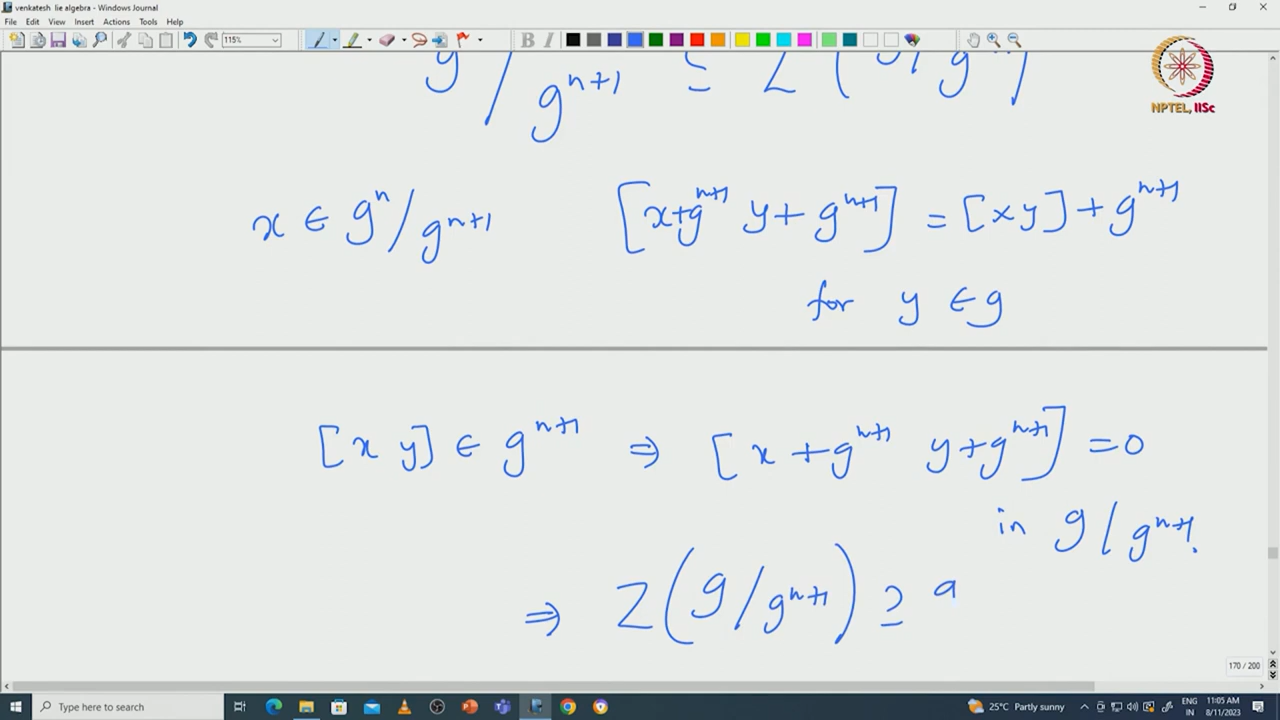 venkatesh lie algebra - Windows Journal
File Edit View Insert Actions Tools Help
115%
B I
NPTEL, IISc
g^{n+1} ⊆ Z
x ∈ g^n / g^{n+1} [x+g^{n+1} y+g^{n+1}] = [xy] + g^{n+1}
for y ∈ g
[x y] ∈ g^{n+1} ⇒ [x + g^{n+1} y+g^{n+1}] = 0
in g / g^{n+1}.
⇒ Z(g / g^{n+1}) ⊇
170 / 200
Type here to search
25°C Partly sunny
ENG
IN
11:05 AM
8/11/2023